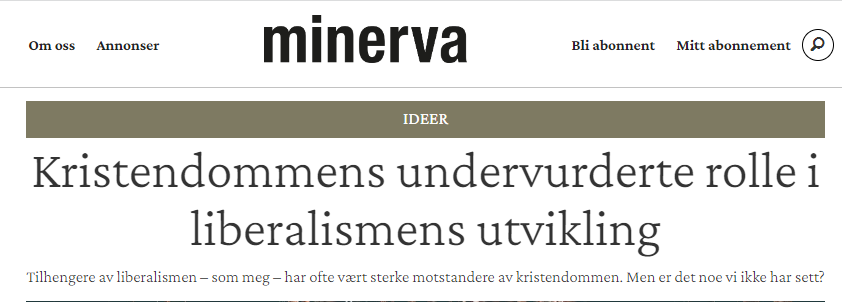 Om oss Annonser minerva Bli abonnent Mitt abonnement
IDEER
Kristendommens undervurderte rolle i
liberalismens utvikling
Tilhengere av liberalismen – som meg – har ofte vært sterke motstandere av kristendommen. Men er det noe vi ikke har sett?